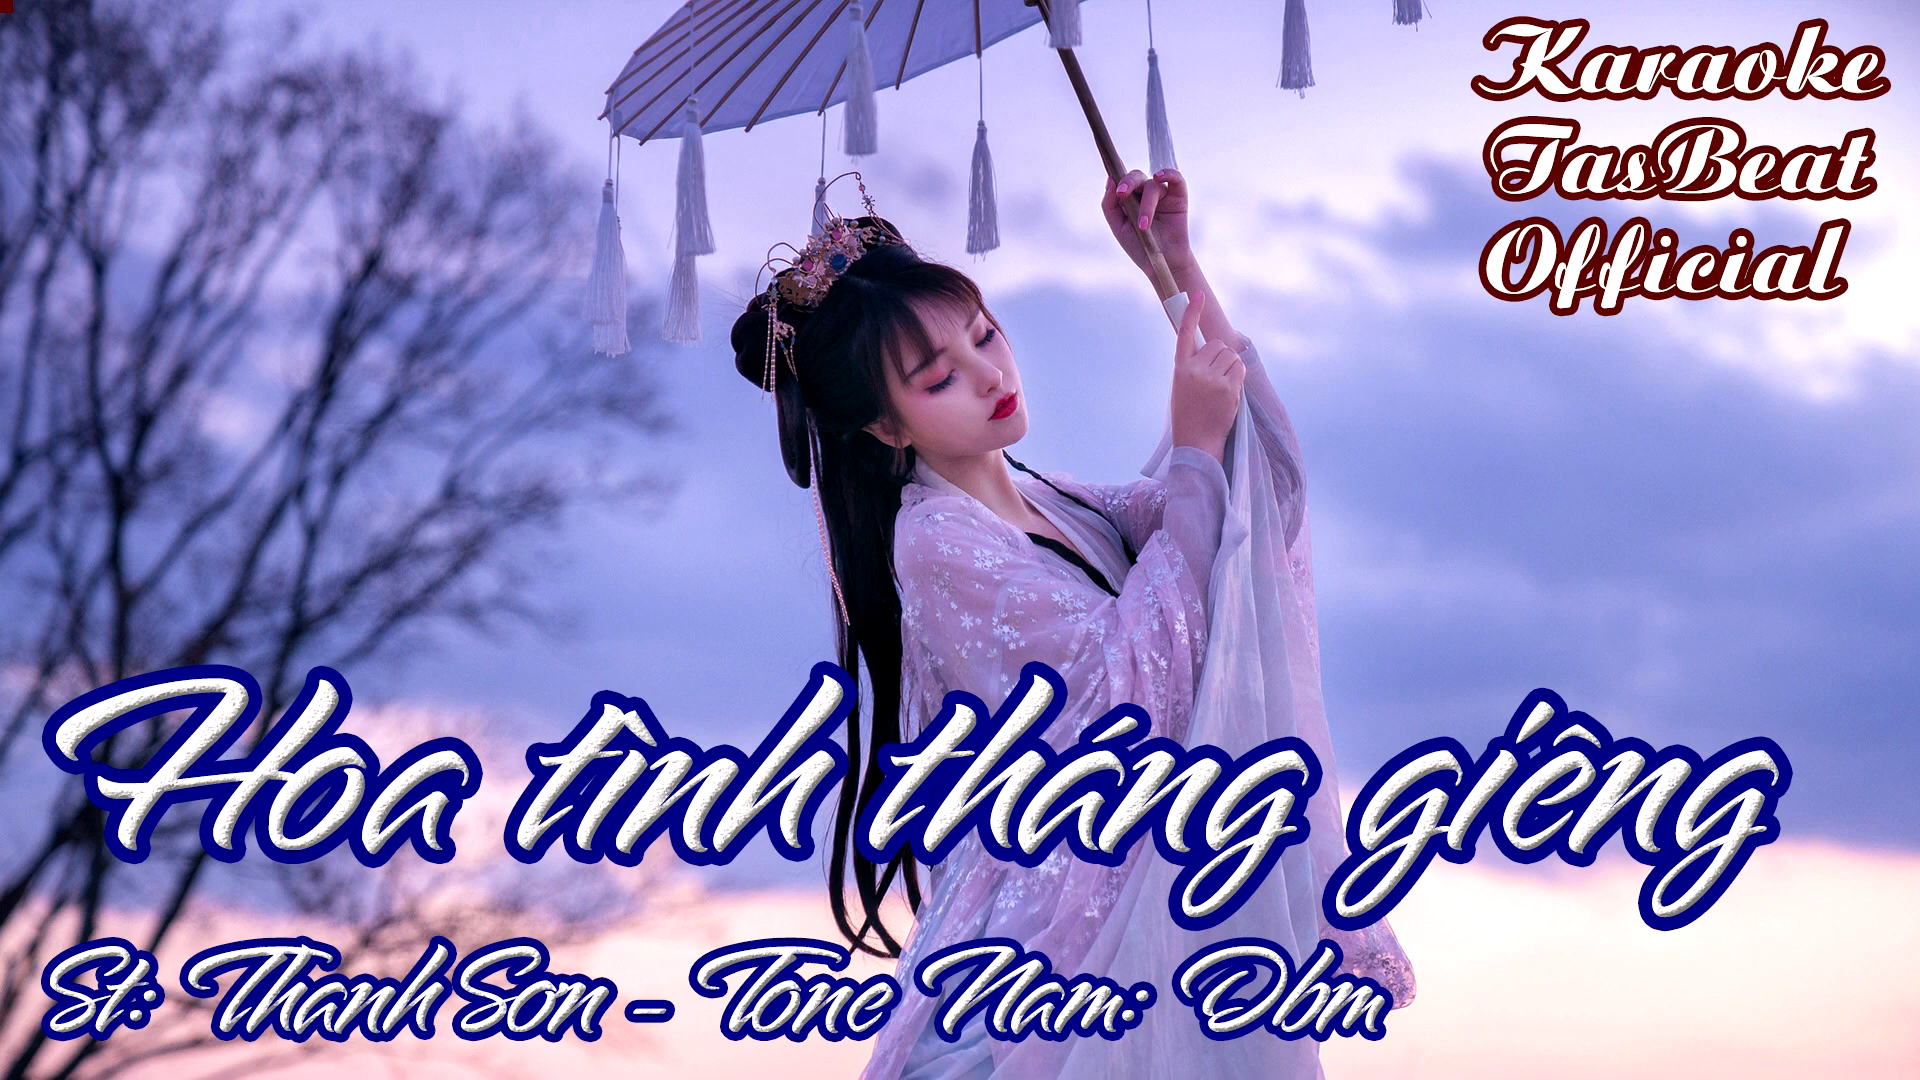 Karaoke
TasBeat
Official
Hoa tình tháng giêng
St: Thanh Sơn - Tone Nam: Đbm